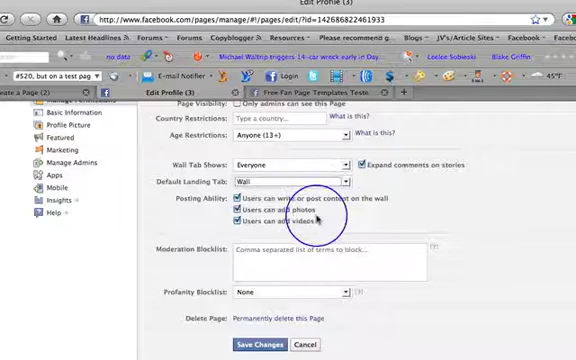 Edit Profile (3)
http://www.facebook.com/pages/manage/#!/pages/edit/?id=142686822461933
Getting Started Latest Headlines Forums Forums Articles Forums Blogs JV's/Article Sites Forums Facebook
no data Michael Waltrip triggers 14-car wreck early in Day... Leelee Sobieski Blake Griffin
#520, but on a test pag E-mail Notifier Login 45°F
eate a Page (2) Edit Profile (3) Free Fan Page Templates Teste...
Manage Permissions Page Visibility: Only admins can see this Page
Basic Information
Country Restrictions: Type a country... What is this?
Profile Picture
Featured Age Restrictions: Anyone (13+) What is this?
Marketing
Manage Admins Wall Tab Shows: Everyone Expand comments on stories
Apps Default Landing Tab: Wall
Mobile
Insights » Posting Ability: Users can write or post content on the wall
Help » Users can add photos
Users can add videos
Moderation Blocklist: Comma separated list of terms to block... [?]
Profanity Blocklist: None [?]
Delete Page: Permanently delete this Page
Save Changes Cancel